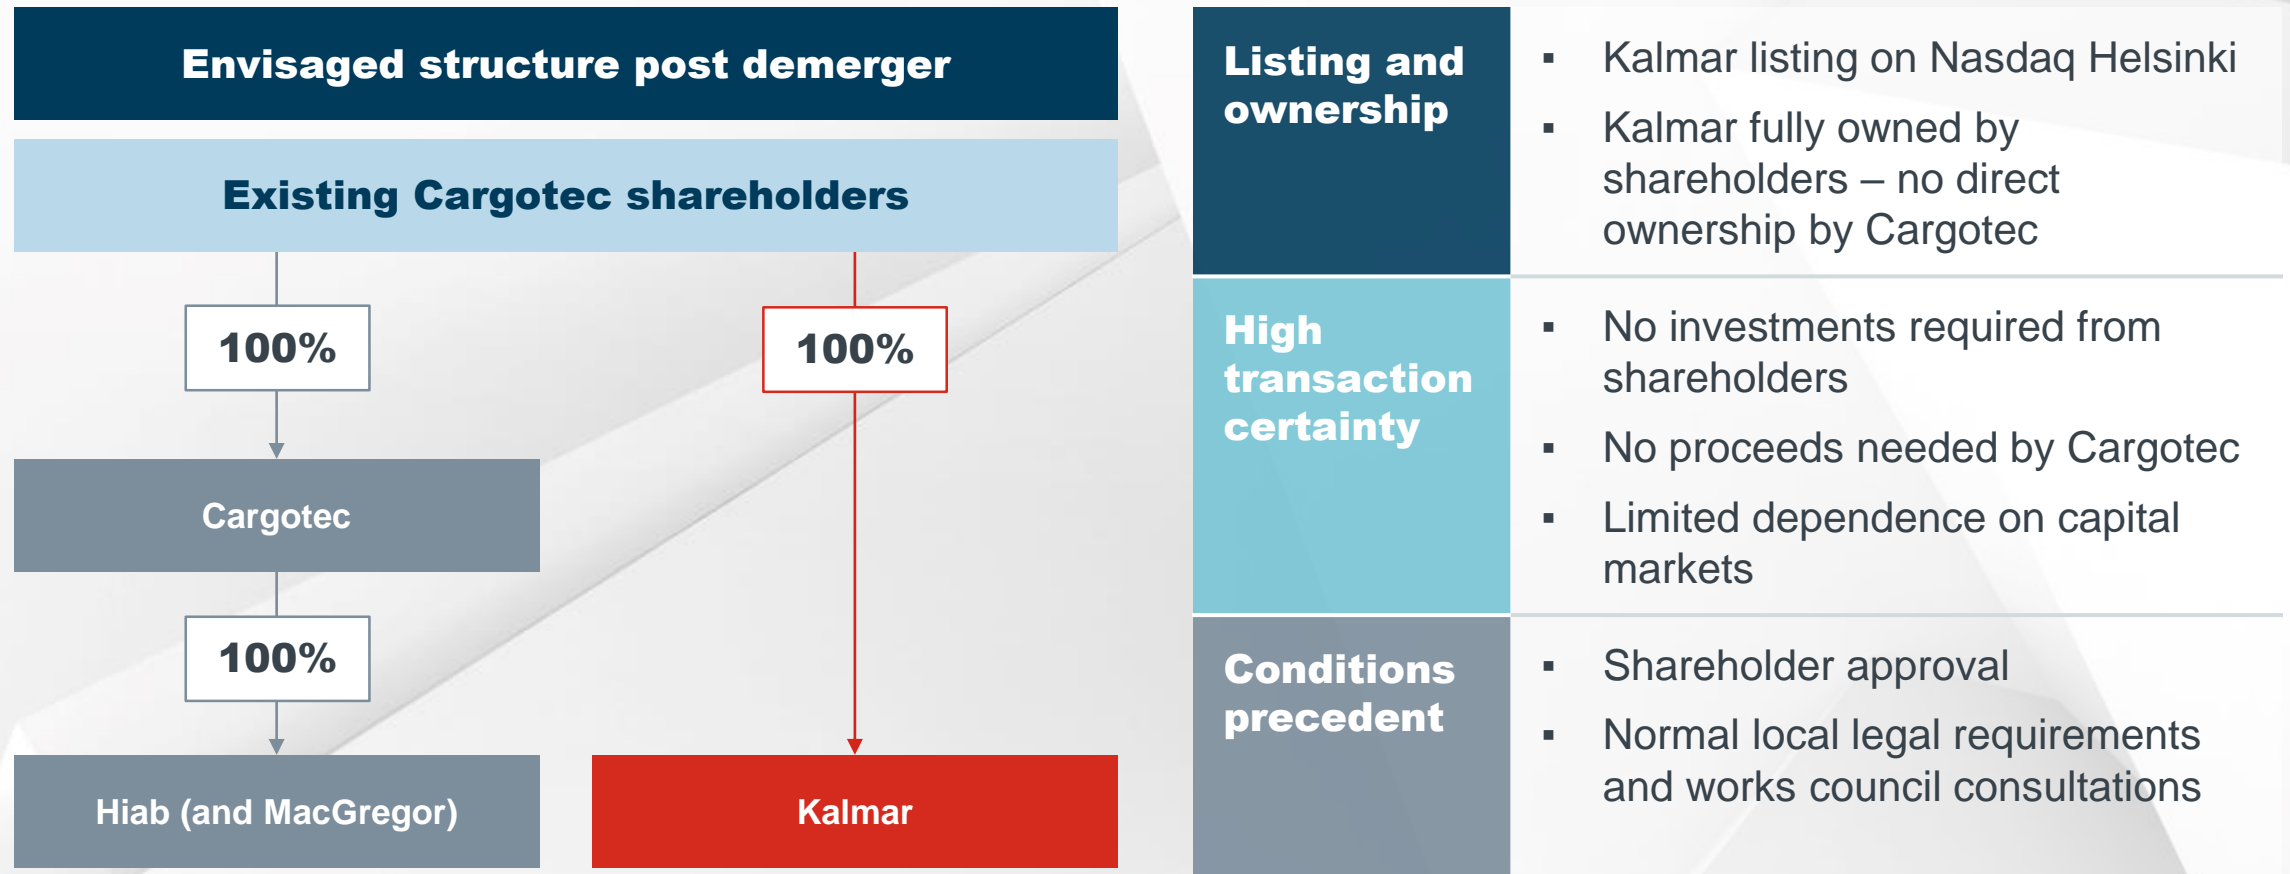 Envisaged structure post demerger
Existing Cargotec shareholders
100%
100%
Cargotec
100%
Hiab (and MacGregor)
Kalmar
Listing and
ownership
▪ Kalmar listing on Nasdaq Helsinki
▪ Kalmar fully owned by
shareholders – no direct
ownership by Cargotec
High
transaction
certainty
▪ No investments required from
shareholders
▪ No proceeds needed by Cargotec
▪ Limited dependence on capital
markets
Conditions
precedent
▪ Shareholder approval
▪ Normal local legal requirements
and works council consultations